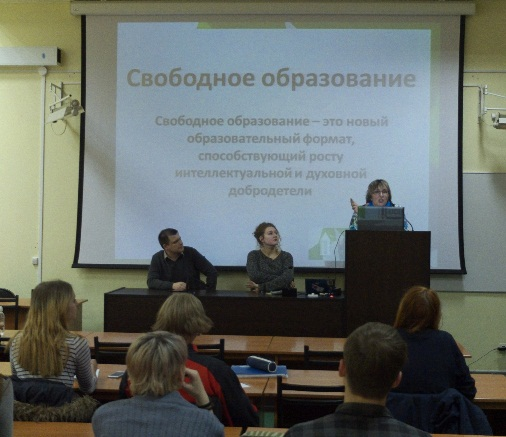 Свободное образование
Свободное образование – это новый
образовательный формат,
способствующий росту
интеллектуальной и духовной
добродетели